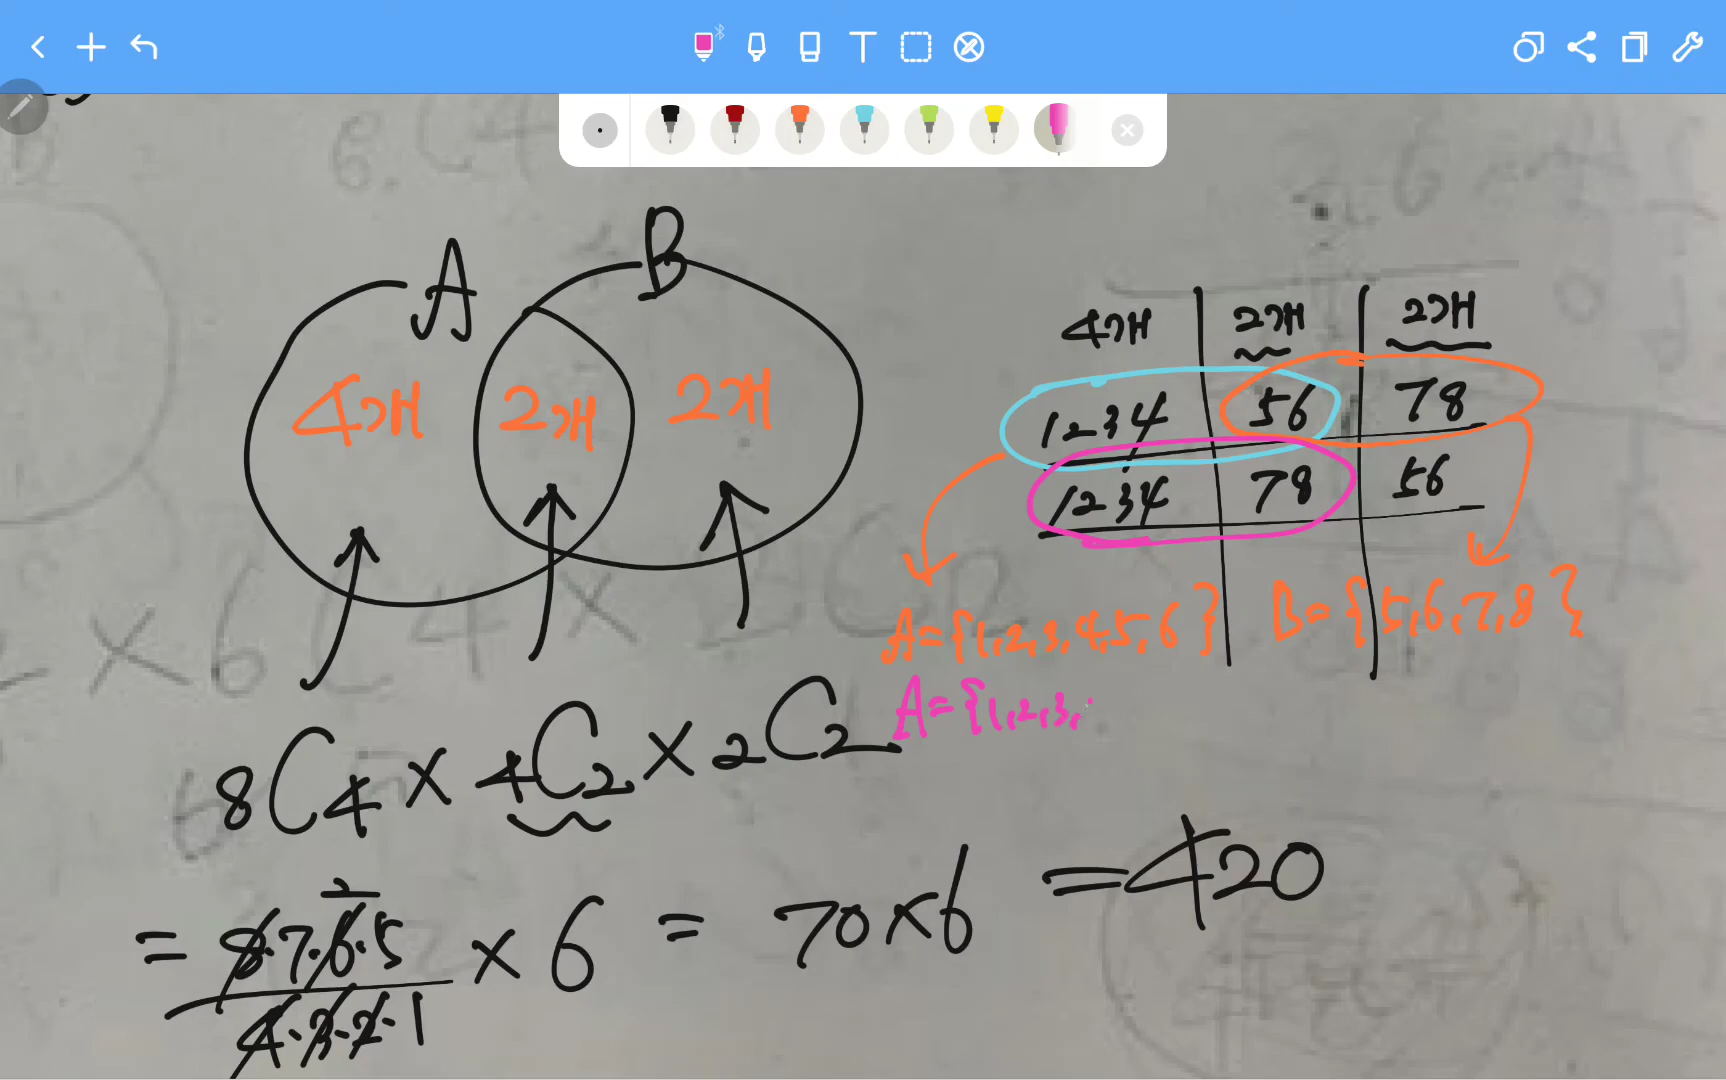 A
B
4개
2개
2개
4개 2개 2개
1234 56 78
1234 78 56
A={1,2,3,4,5,6} B={5,6,7,8}
A={1,2,3,
8C4 × 4C2 × 2C2
= 8·7·6·5 × 6 = 70×6 = 420
4·3·2·1